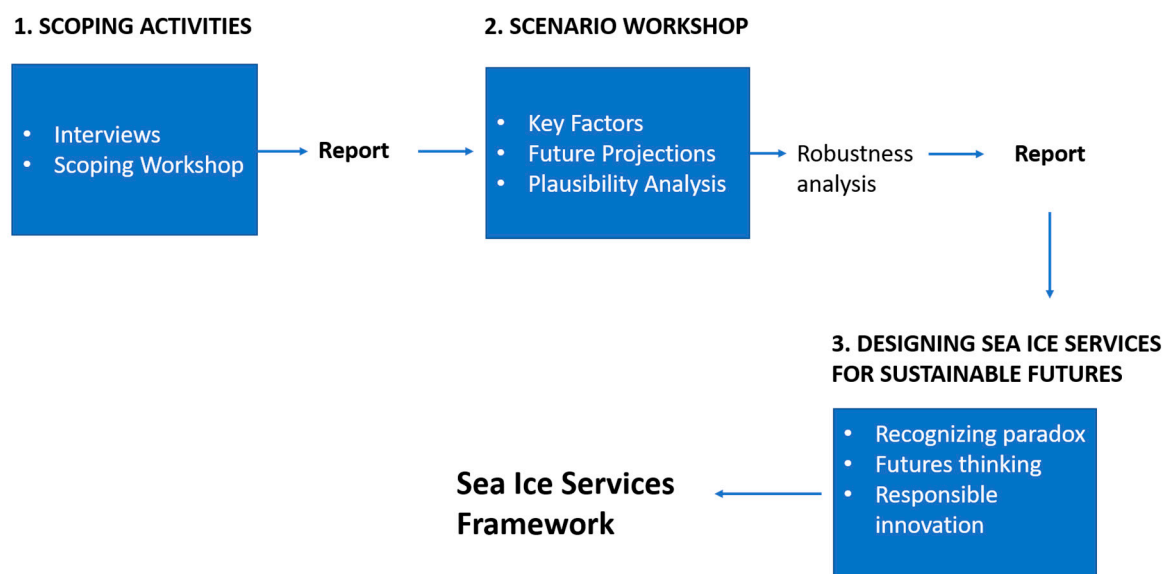 1. SCOPING ACTIVITIES
• Interviews
• Scoping Workshop
Report
2. SCENARIO WORKSHOP
• Key Factors
• Future Projections
• Plausibility Analysis
Robustness
analysis
Report
3. DESIGNING SEA ICE SERVICES
FOR SUSTAINABLE FUTURES
• Recognizing paradox
• Futures thinking
• Responsible
innovation
Sea Ice Services
Framework